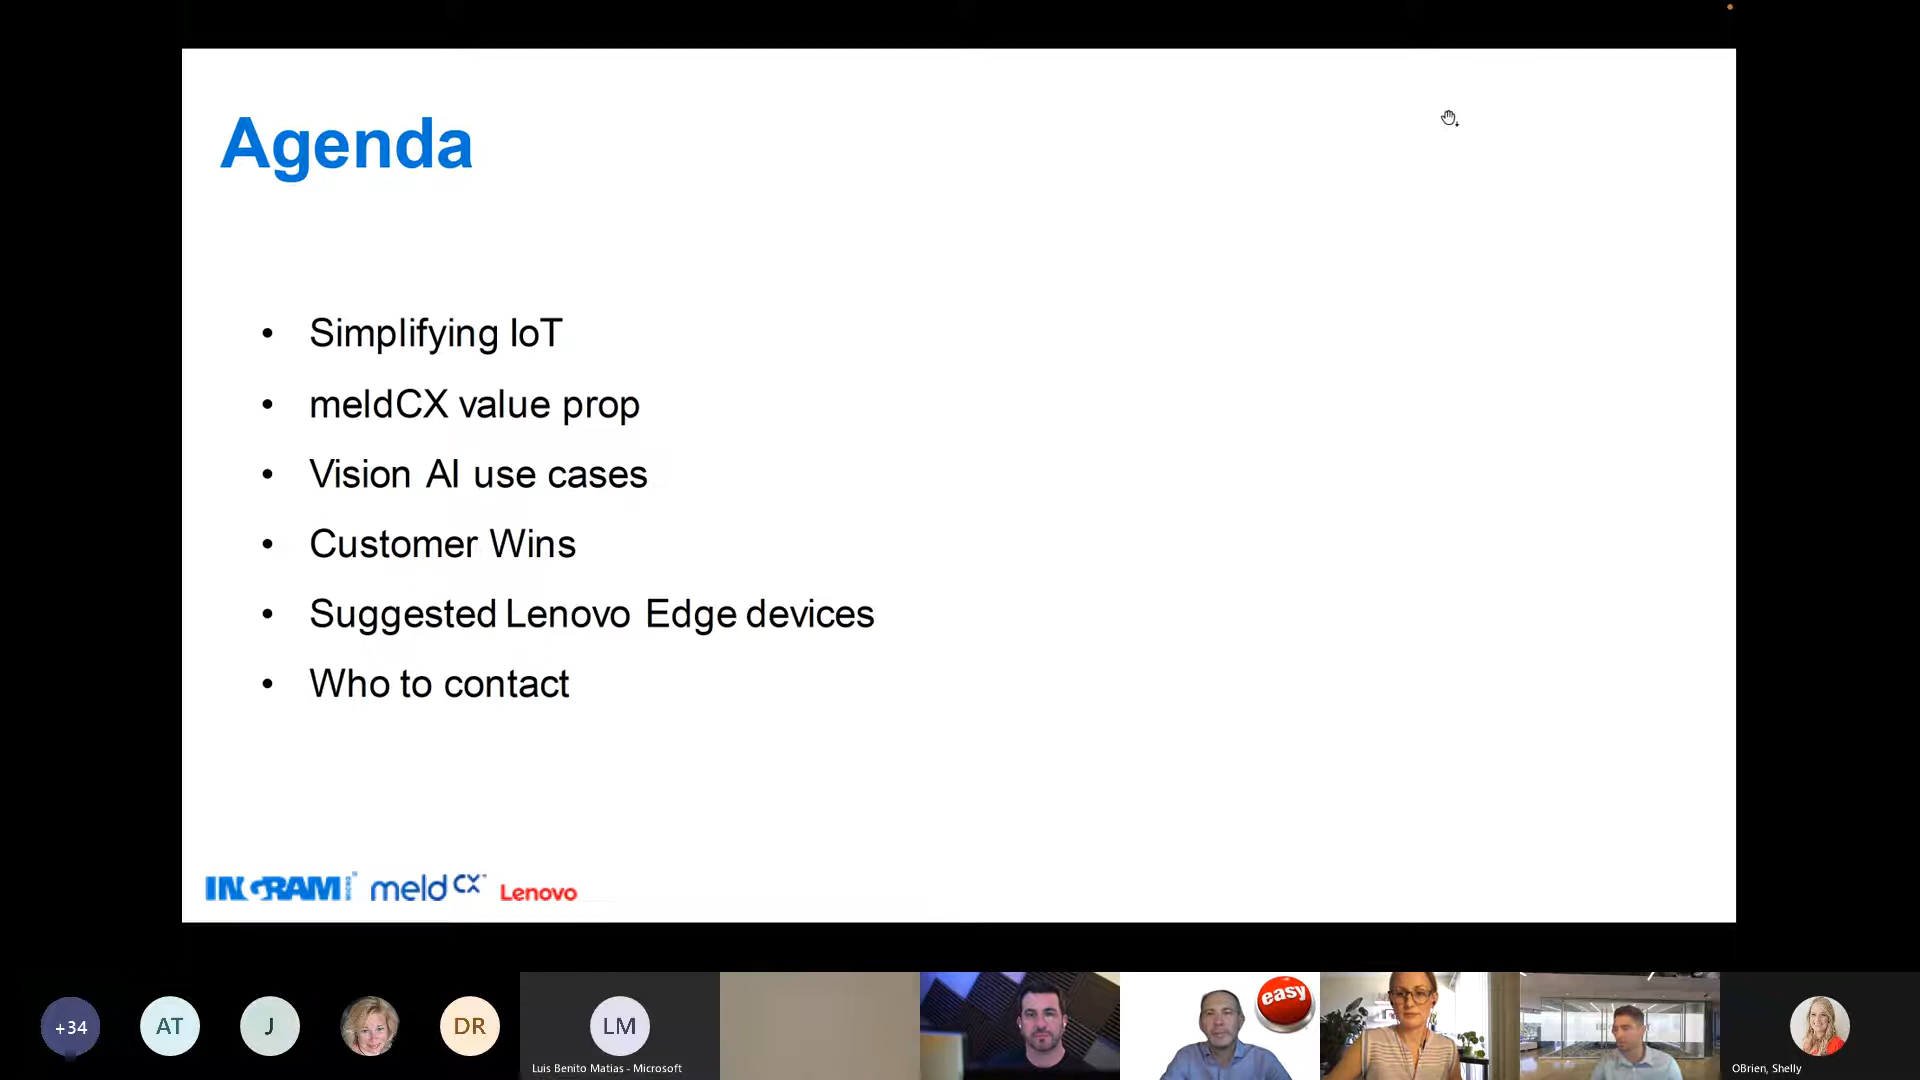 Agenda
• Simplifying IoT
• meldCX value prop
• Vision AI use cases
• Customer Wins
• Suggested Lenovo Edge devices
• Who to contact
INGRAM MICRO meld CX Lenovo
easy
+34
AT
J
DR
LM
Luis Benito Matias - Microsoft
OBrien, Shelly